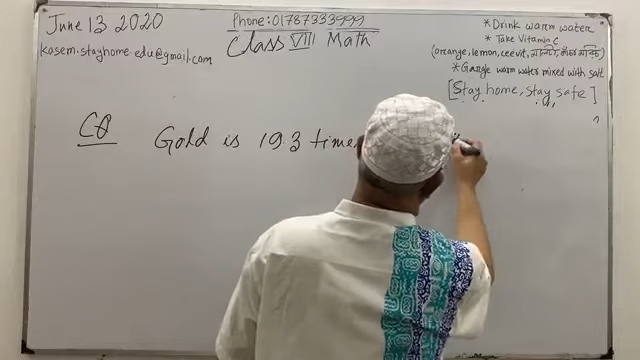 June 13 2020
kasem.stayhome.edu@gmail.com
Phone: 01787333999
Class VIII Math
* Drink warm water
* Take Vitamin C
(orange, lemon, ceevit,
* Gargle warm water mixed with salt
[Stay home, Stay safe]
CQ
Gold is 19.3 times